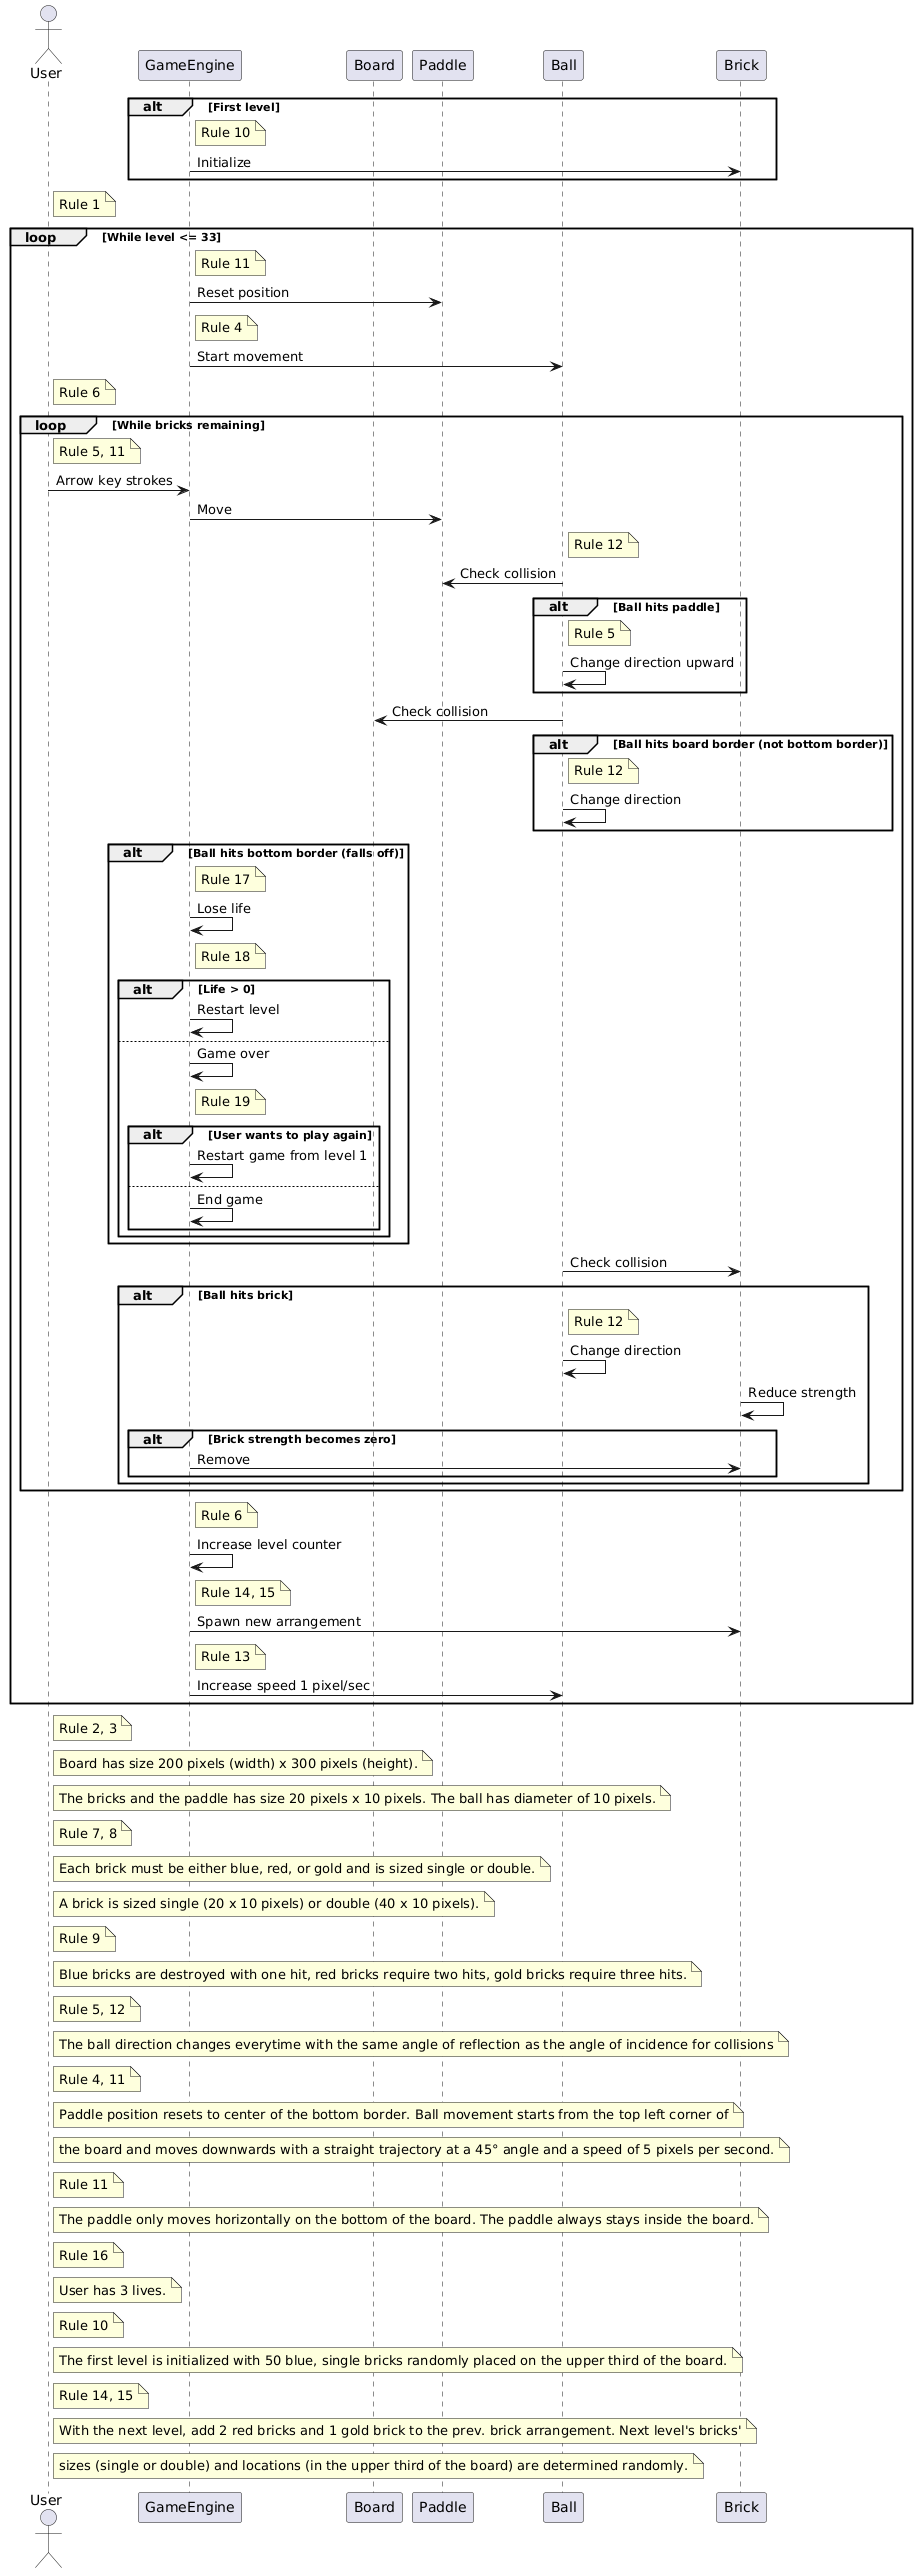 User
GameEngine
Board
Paddle
Ball
Brick
alt [First level]
Rule 10
Initialize
Rule 1
loop [While level <= 33]
Rule 11
Reset position
Rule 4
Start movement
Rule 6
loop [While bricks remaining]
Rule 5, 11
Arrow key strokes
Move
Rule 12
Check collision
alt [Ball hits paddle]
Rule 5
Change direction upward
Check collision
alt [Ball hits board border (not bottom border)]
Rule 12
Change direction
alt [Ball hits bottom border (falls off)]
Rule 17
Lose life
Rule 18
alt [Life > 0]
Restart level
Game over
Rule 19
alt [User wants to play again]
Restart game from level 1
End game
Check collision
alt [Ball hits brick]
Rule 12
Change direction
Reduce strength
alt [Brick strength becomes zero]
Remove
Rule 6
Increase level counter
Rule 14, 15
Spawn new arrangement
Rule 13
Increase speed 1 pixel/sec
Rule 2, 3
Board has size 200 pixels (width) x 300 pixels (height).
The bricks and the paddle has size 20 pixels x 10 pixels. The ball has diameter of 10 pixels.
Rule 7, 8
Each brick must be either blue, red, or gold and is sized single or double.
A brick is sized single (20 x 10 pixels) or double (40 x 10 pixels).
Rule 9
Blue bricks are destroyed with one hit, red bricks require two hits, gold bricks require three hits.
Rule 5, 12
The ball direction changes everytime with the same angle of reflection as the angle of incidence for collisions
Rule 4, 11
Paddle position resets to center of the bottom border. Ball movement starts from the top left corner of
the board and moves downwards with a straight trajectory at a 45° angle and a speed of 5 pixels per second.
Rule 11
The paddle only moves horizontally on the bottom of the board. The paddle always stays inside the board.
Rule 16
User has 3 lives.
Rule 10
The first level is initialized with 50 blue, single bricks randomly placed on the upper third of the board.
Rule 14, 15
With the next level, add 2 red bricks and 1 gold brick to the prev. brick arrangement. Next level's bricks'
sizes (single or double) and locations (in the upper third of the board) are determined randomly.
User
GameEngine
Board
Paddle
Ball
Brick